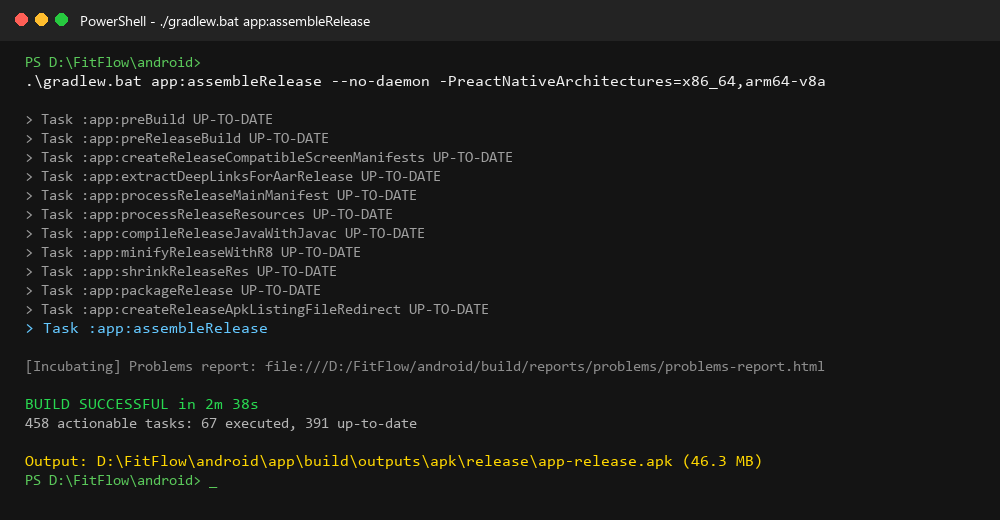 PowerShell - ./gradlew.bat app:assembleRelease
PS D:\FitFlow\android>
.\gradlew.bat app:assembleRelease --no-daemon -PreactNativeArchitectures=x86_64,arm64-v8a
> Task :app:preBuild UP-TO-DATE
> Task :app:preReleaseBuild UP-TO-DATE
> Task :app:createReleaseCompatibleScreenManifests UP-TO-DATE
> Task :app:extractDeepLinksForAarRelease UP-TO-DATE
> Task :app:processReleaseMainManifest UP-TO-DATE
> Task :app:processReleaseResources UP-TO-DATE
> Task :app:compileReleaseJavaWithJavac UP-TO-DATE
> Task :app:minifyReleaseWithR8 UP-TO-DATE
> Task :app:shrinkReleaseRes UP-TO-DATE
> Task :app:packageRelease UP-TO-DATE
> Task :app:createReleaseApkListingFileRedirect UP-TO-DATE
> Task :app:assembleRelease
[Incubating] Problems report: file:///D:/FitFlow/android/build/reports/problems/problems-report.html
BUILD SUCCESSFUL in 2m 38s
458 actionable tasks: 67 executed, 391 up-to-date
Output: D:\FitFlow\android\app\build\outputs\apk\release\app-release.apk (46.3 MB)
PS D:\FitFlow\android> _